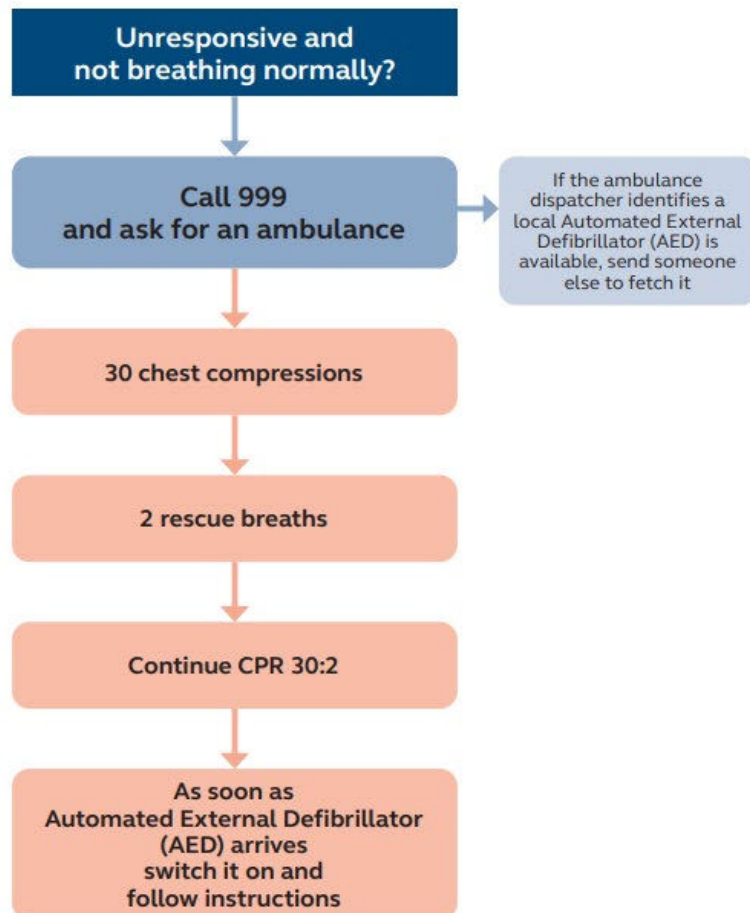 Unresponsive and
not breathing normally?
Call 999
and ask for an ambulance
If the ambulance
dispatcher identifies a
local Automated External
Defibrillator (AED) is
available, send someone
else to fetch it
30 chest compressions
2 rescue breaths
Continue CPR 30:2
As soon as
Automated External Defibrillator
(AED) arrives
switch it on and
follow instructions